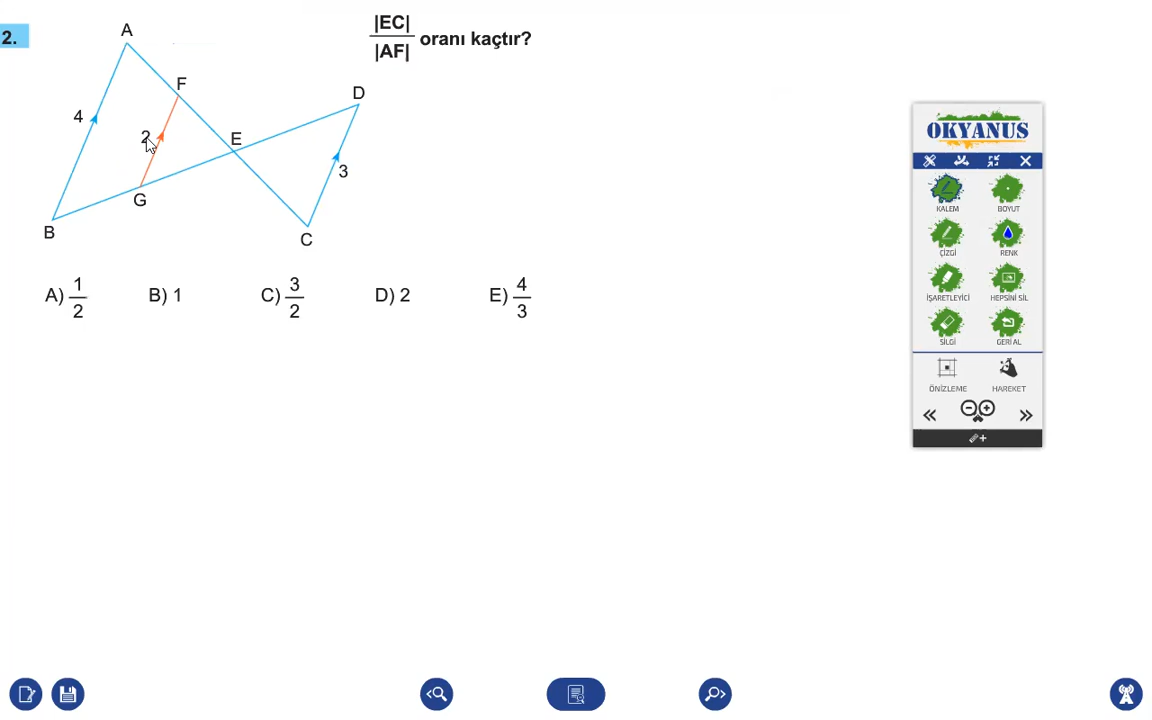 2.
|EC|
|AF|
oranı kaçtır?
A
F
D
4
2
E
3
G
B
C
A) 1/2 B) 1 C) 3/2 D) 2 E) 4/3
OKYANUS
KALEM BOYUT
ÇİZGİ RENK
İŞARETLEYİCİ HEPSİNİ SİL
SİLGİ GERİ AL
ÖNİZLEME HAREKET